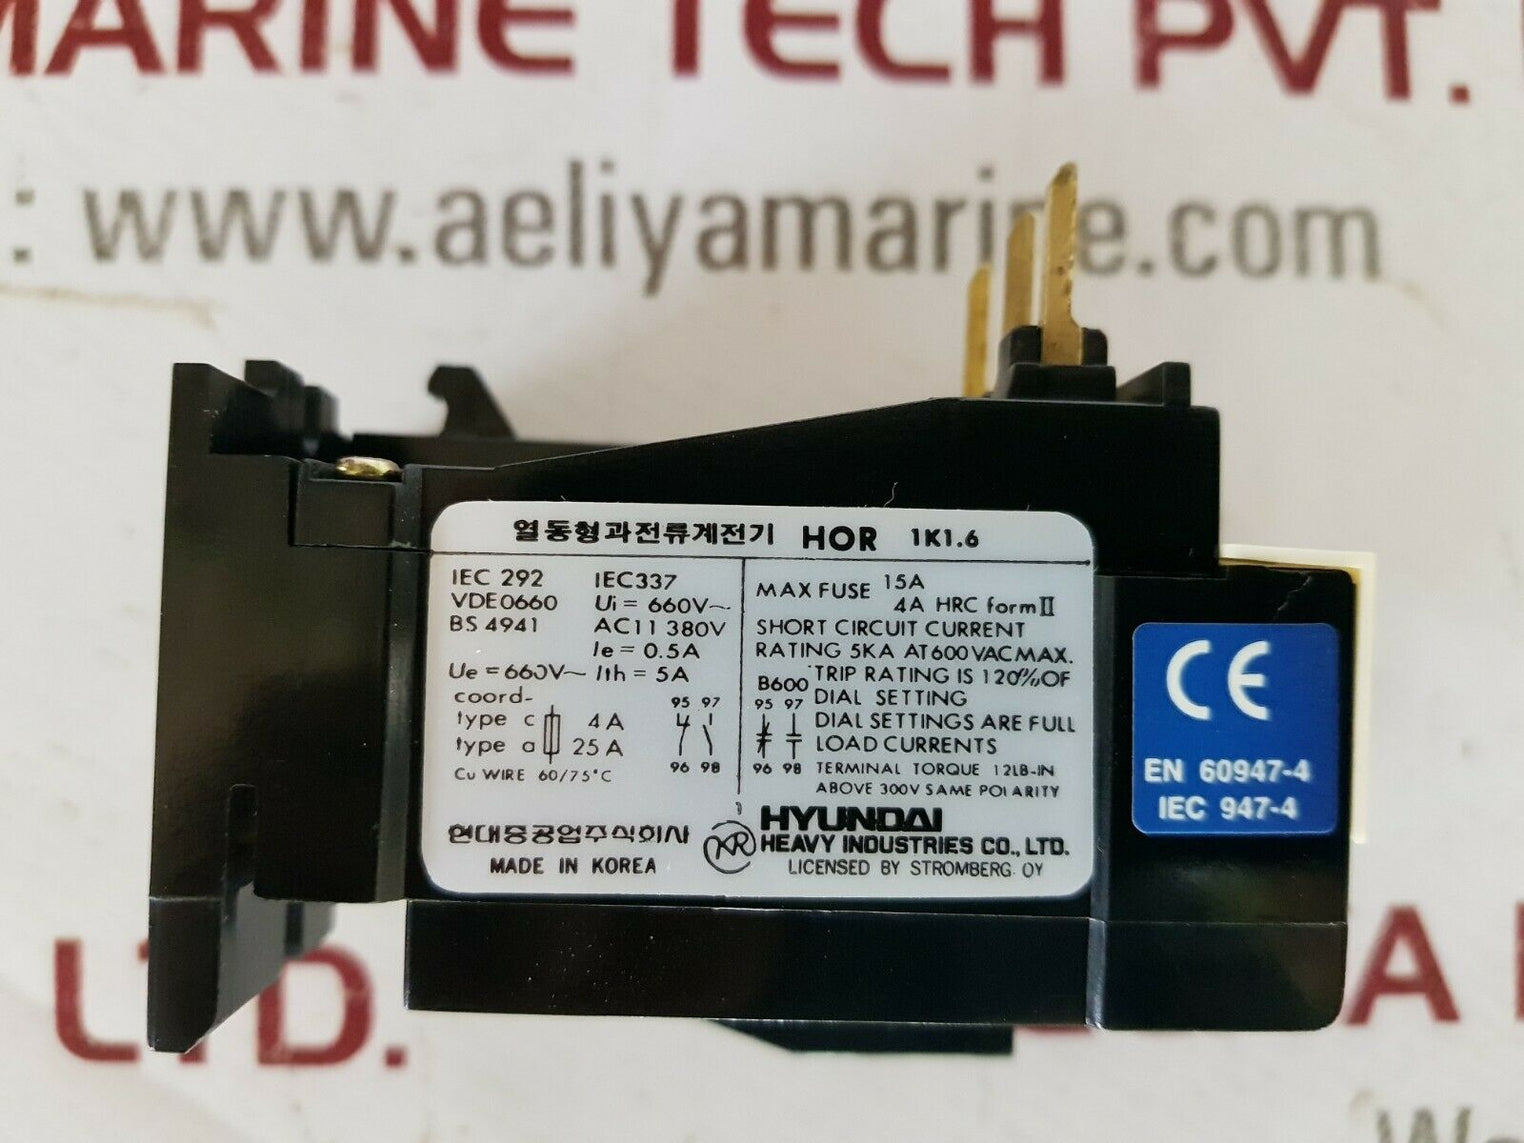 MARINE TECH PVT.
: www.aeliyamarine.com
열동형과전류계전기 HOR 1K1.6
IEC 292 IEC337
VDE0660 Ui = 660V~
BS 4941 AC11 380V
Ie = 0.5A
Ue = 660V~ Ith = 5A
coord-
type c 4A
type a 25A
Cu WIRE 60/75°C
95 97
96 98
MAX FUSE 15A
4A HRC form II
SHORT CIRCUIT CURRENT
RATING 5KA AT600VACMAX.
B600 TRIP RATING IS 120% OF
95 97 DIAL SETTING
DIAL SETTINGS ARE FULL
LOAD CURRENTS
96 98 TERMINAL TORQUE 12LB-IN
ABOVE 300V SAME POLARITY
현대중공업주식회사
MADE IN KOREA
KR
HYUNDAI
HEAVY INDUSTRIES CO., LTD.
LICENSED BY STROMBERG OY
CE
EN 60947-4
IEC 947-4
LTD.
A